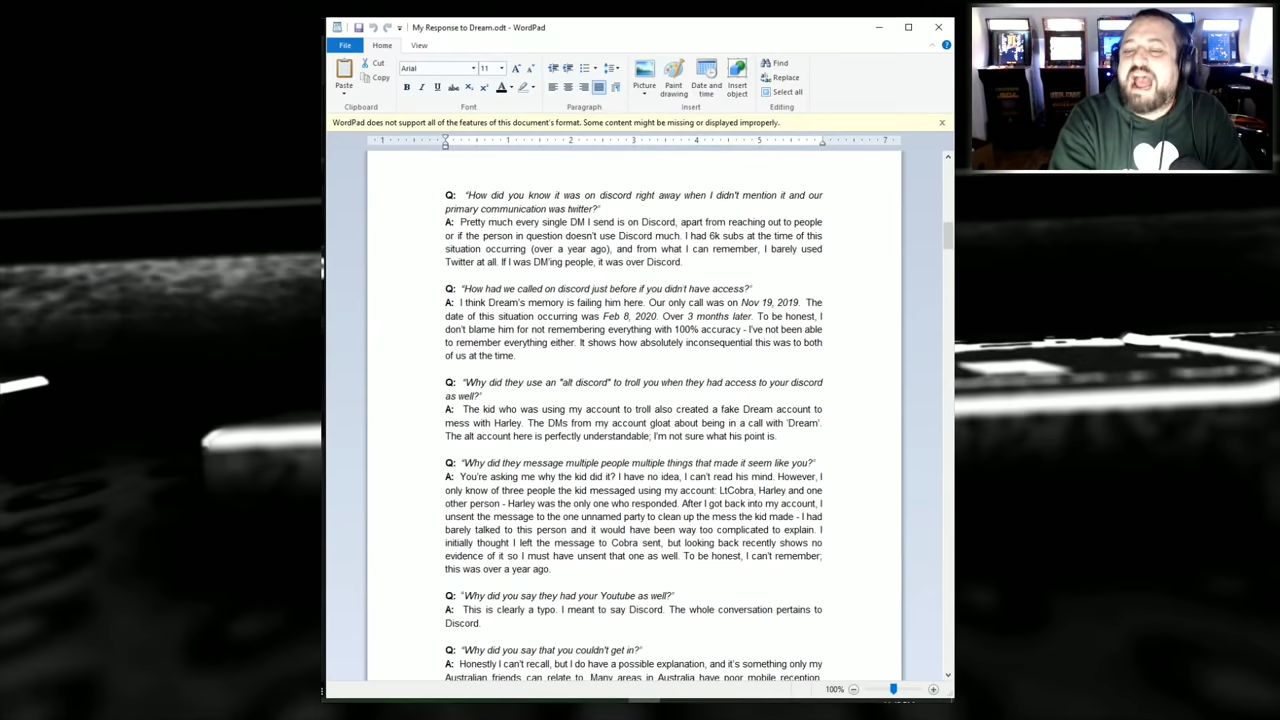 My Response to Dream.odt - WordPad
File
Home
View
Paste
Cut
Copy
Clipboard
Arial
11
Font
Paragraph
Picture
Paint
drawing
Date and
time
Insert
object
Insert
Find
Replace
Select all
Editing
WordPad does not support all of the features of this document's format. Some content might be missing or displayed improperly.
1 1 2 3 4 5 7
Q: "How did you know it was on discord right away when I didn't mention it and our
primary communication was twitter?"
A: Pretty much every single DM I send is on Discord, apart from reaching out to people
or if the person in question doesn't use Discord much. I had 6k subs at the time of this
situation occurring (over a year ago), and from what I can remember, I barely used
Twitter at all. If I was DM'ing people, it was over Discord.
Q: "How had we called on discord just before if you didn't have access?"
A: I think Dream's memory is failing him here. Our only call was on Nov 19, 2019. The
date of this situation occurring was Feb 8, 2020. Over 3 months later. To be honest, I
don't blame him for not remembering everything with 100% accuracy - I've not been able
to remember everything either. It shows how absolutely inconsequential this was to both
of us at the time.
Q: "Why did they use an "alt discord" to troll you when they had access to your discord
as well?"
A: The kid who was using my account to troll also created a fake Dream account to
mess with Harley. The DMs from my account gloat about being in a call with 'Dream'.
The alt account here is perfectly understandable; I'm not sure what his point is.
Q: "Why did they message multiple people multiple things that made it seem like you?"
A: You're asking me why the kid did it? I have no idea, I can't read his mind. However, I
only know of three people the kid messaged using my account: LtCobra, Harley and one
other person - Harley was the only one who responded. After I got back into my account, I
unsent the message to the one unnamed party to clean up the mess the kid made - I had
barely talked to this person and it would have been way too complicated to explain. I
initially thought I left the message to Cobra sent, but looking back recently shows no
evidence of it so I must have unsent that one as well. To be honest, I can't remember;
this was over a year ago.
Q: "Why did you say they had your Youtube as well?"
A: This is clearly a typo. I meant to say Discord. The whole conversation pertains to
Discord.
Q: "Why did you say that you couldn't get in?"
A: Honestly I can't recall, but I do have a possible explanation, and it's something only my
Australian friends can relate to. Many areas in Australia have poor mobile reception.
100%